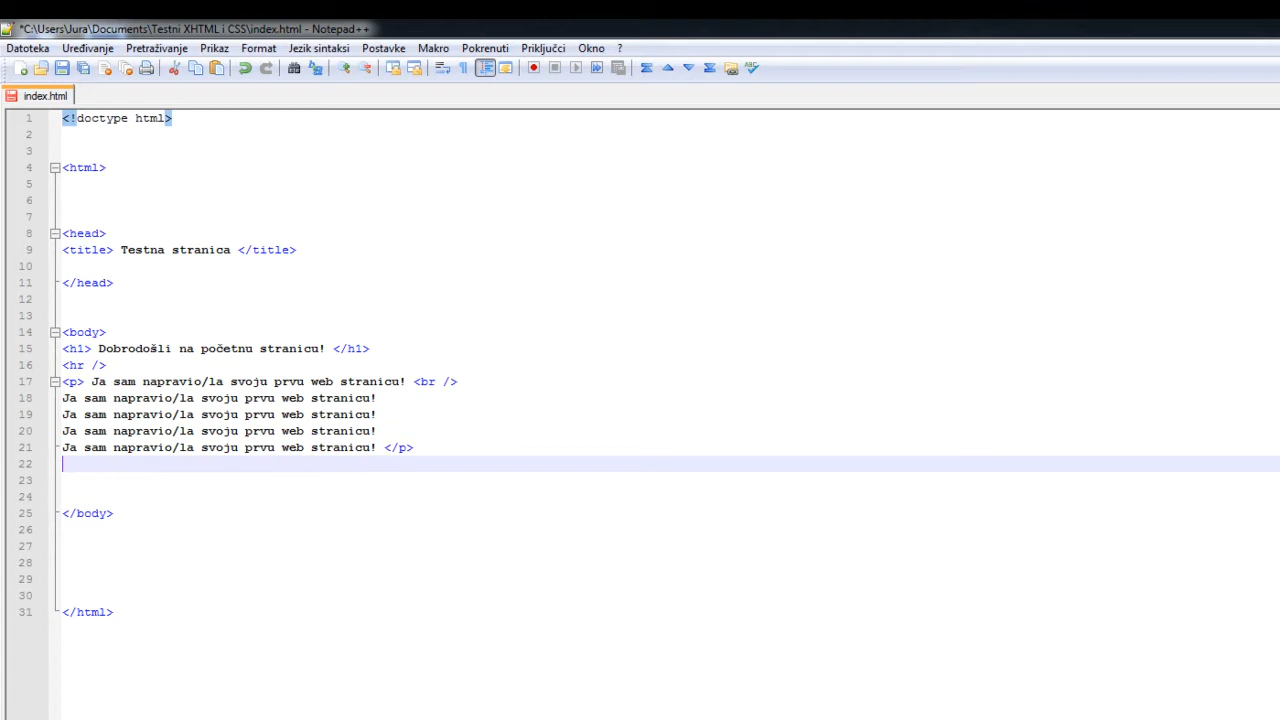 *C:\Users\Jura\Documents\Testni XHTML i CSS\index.html - Notepad++
Datoteka Uređivanje Pretraživanje Prikaz Format Jezik sintaksi Postavke Makro Pokrenuti Priključci Okno ?
index.html
1 <!doctype html>
2
3
4 <html>
5
6
7
8 <head>
9 <title> Testna stranica </title>
10
11 </head>
12
13
14 <body>
15 <h1> Dobrodošli na početnu stranicu! </h1>
16 <hr />
17 <p> Ja sam napravio/la svoju prvu web stranicu! <br />
18 Ja sam napravio/la svoju prvu web stranicu!
19 Ja sam napravio/la svoju prvu web stranicu!
20 Ja sam napravio/la svoju prvu web stranicu!
21 Ja sam napravio/la svoju prvu web stranicu! </p>
22
23
24
25 </body>
26
27
28
29
30
31 </html>